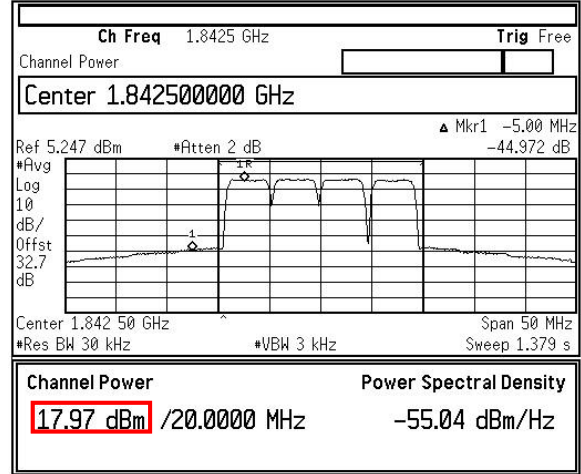 Ch Freq 1.8425 GHz Trig Free
Channel Power
Center 1.842500000 GHz
▵ Mkr1 -5.00 MHz
Ref 5.247 dBm #Atten 2 dB -44.972 dB
#Avg
Log
10
dB/
Offst
32.7
dB
1R
1
Center 1.842 50 GHz ^ Span 50 MHz
#Res BW 30 kHz #VBW 3 kHz Sweep 1.379 s
Channel Power Power Spectral Density
17.97 dBm /20.0000 MHz -55.04 dBm/Hz